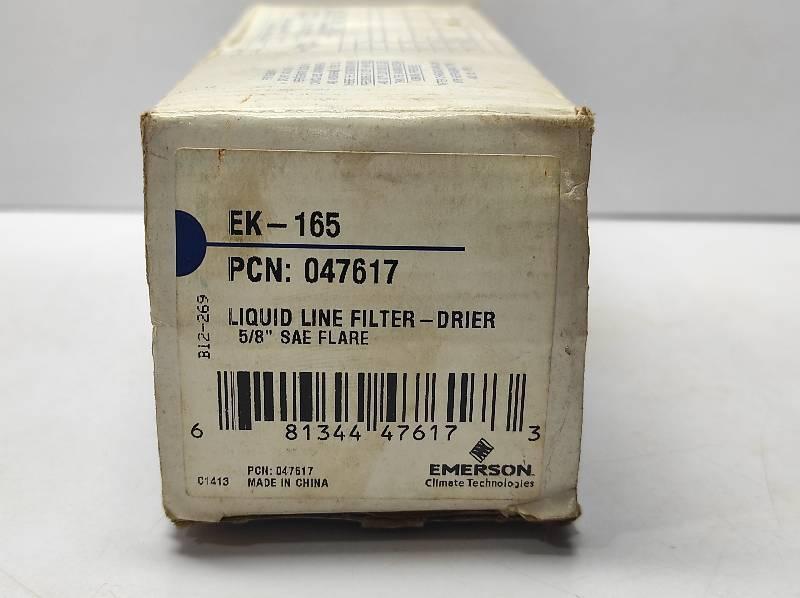 EK-165
PCN: 047617
LIQUID LINE FILTER-DRIER
5/8" SAE FLARE
B12-269
6 81344 47617 3
C1413
PCN: 047617
MADE IN CHINA
EMERSON
Climate Technologies